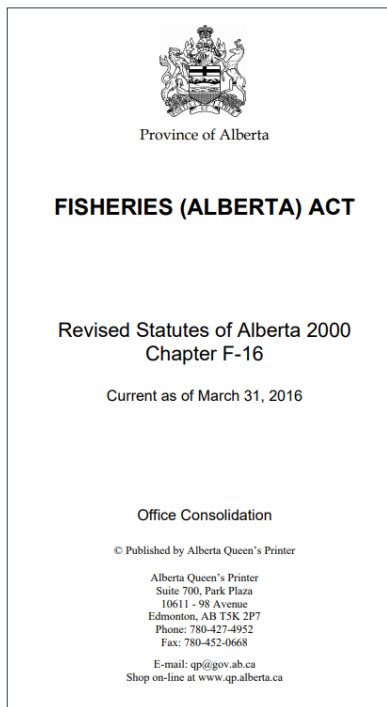 Province of Alberta
FISHERIES (ALBERTA) ACT
Revised Statutes of Alberta 2000
Chapter F-16
Current as of March 31, 2016
Office Consolidation
© Published by Alberta Queen's Printer
Alberta Queen's Printer
Suite 700, Park Plaza
10611 - 98 Avenue
Edmonton, AB T5K 2P7
Phone: 780-427-4952
Fax: 780-452-0668
E-mail: qp@gov.ab.ca
Shop on-line at www.qp.alberta.ca